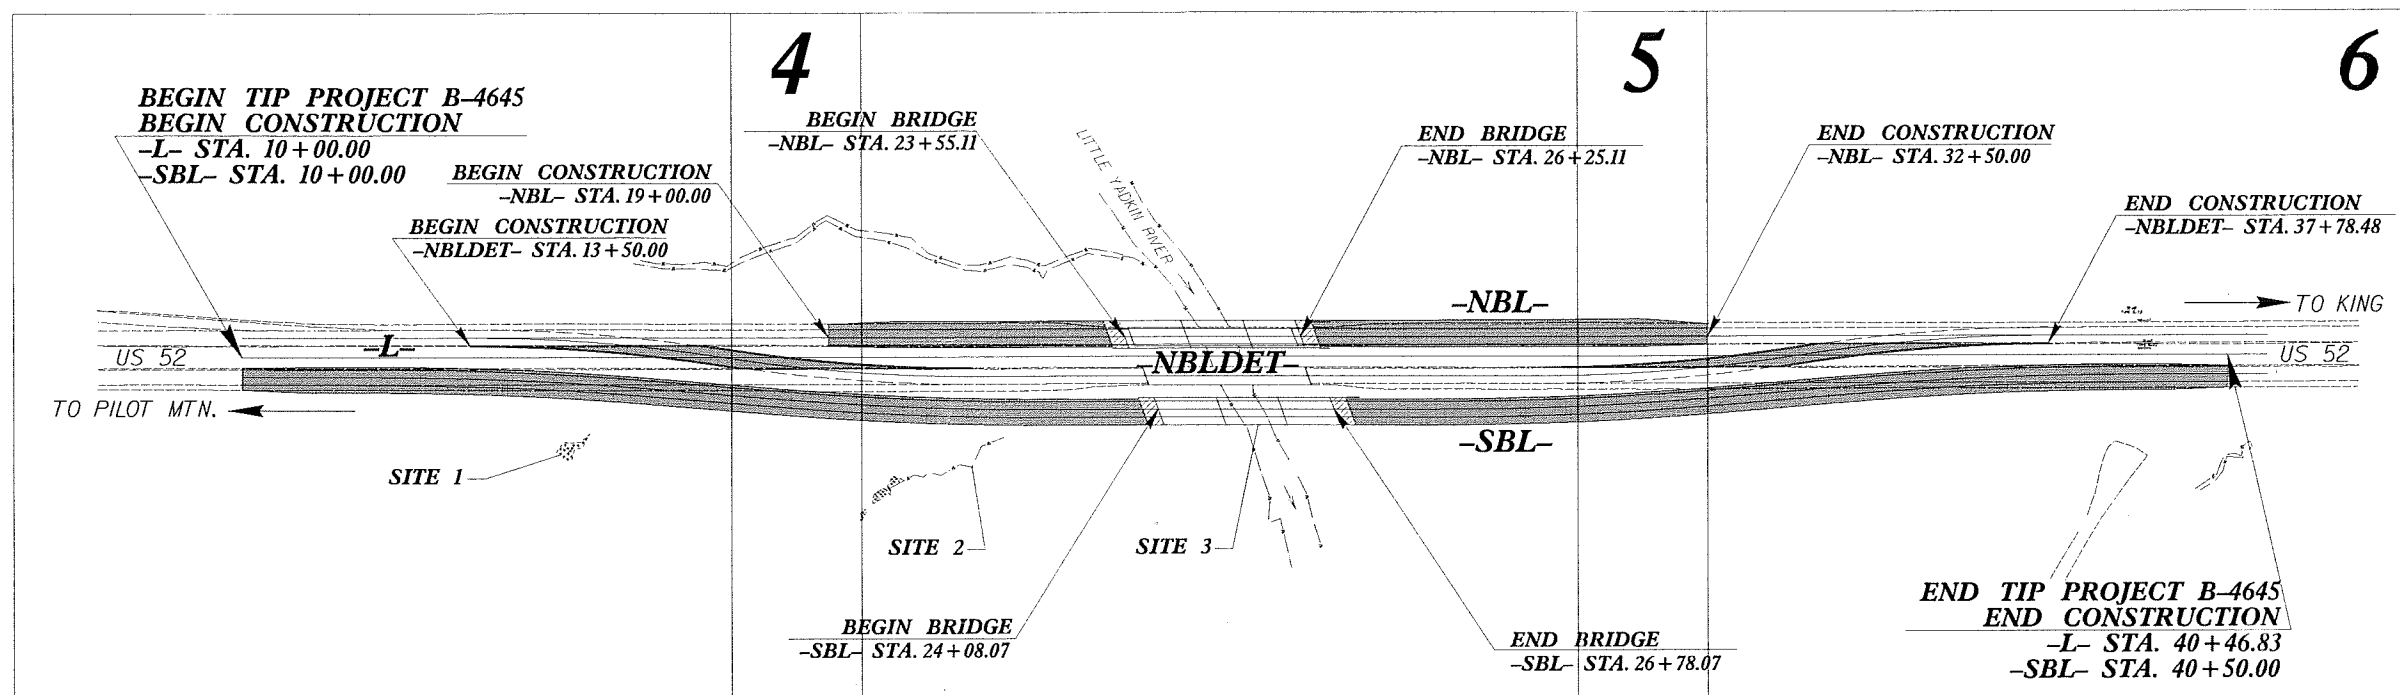 4
5
6
BEGIN TIP PROJECT B-4645
BEGIN CONSTRUCTION
-L- STA. 10+00.00
-SBL- STA. 10+00.00
BEGIN CONSTRUCTION
-NBL- STA. 19+00.00
BEGIN CONSTRUCTION
-NBLDET- STA. 13+50.00
BEGIN BRIDGE
-NBL- STA. 23+55.11
LITTLE YADKIN RIVER
END BRIDGE
-NBL- STA. 26+25.11
END CONSTRUCTION
-NBL- STA. 32+50.00
END CONSTRUCTION
-NBLDET- STA. 37+78.48
-NBL-
TO KING
US 52
-L-
-NBLDET-
US 52
TO PILOT MTN.
-SBL-
SITE 1
SITE 2
SITE 3
BEGIN BRIDGE
-SBL- STA. 24+08.07
END BRIDGE
-SBL- STA. 26+78.07
END TIP PROJECT B-4645
END CONSTRUCTION
-L- STA. 40+46.83
-SBL- STA. 40+50.00